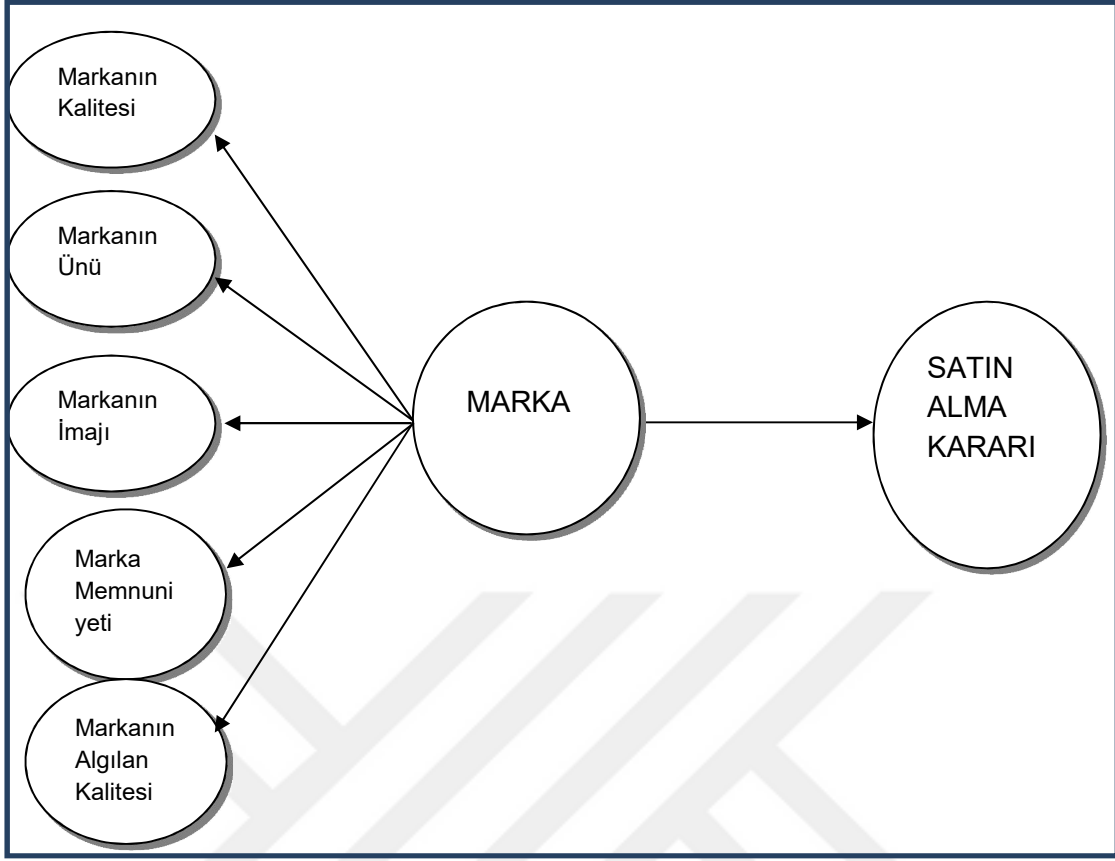 Markanın
Kalitesi
Markanın
Ünü
Markanın
İmajı
Marka
Memnuni
yeti
Markanın
Algılan
Kalitesi
MARKA
SATIN
ALMA
KARARI